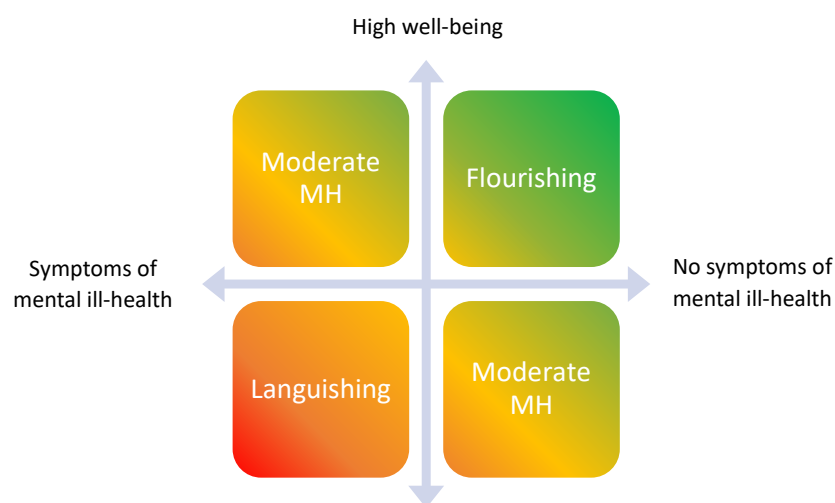 High well-being
Moderate
MH
Flourishing
Symptoms of
mental ill-health
No symptoms of
mental ill-health
Languishing
Moderate
MH